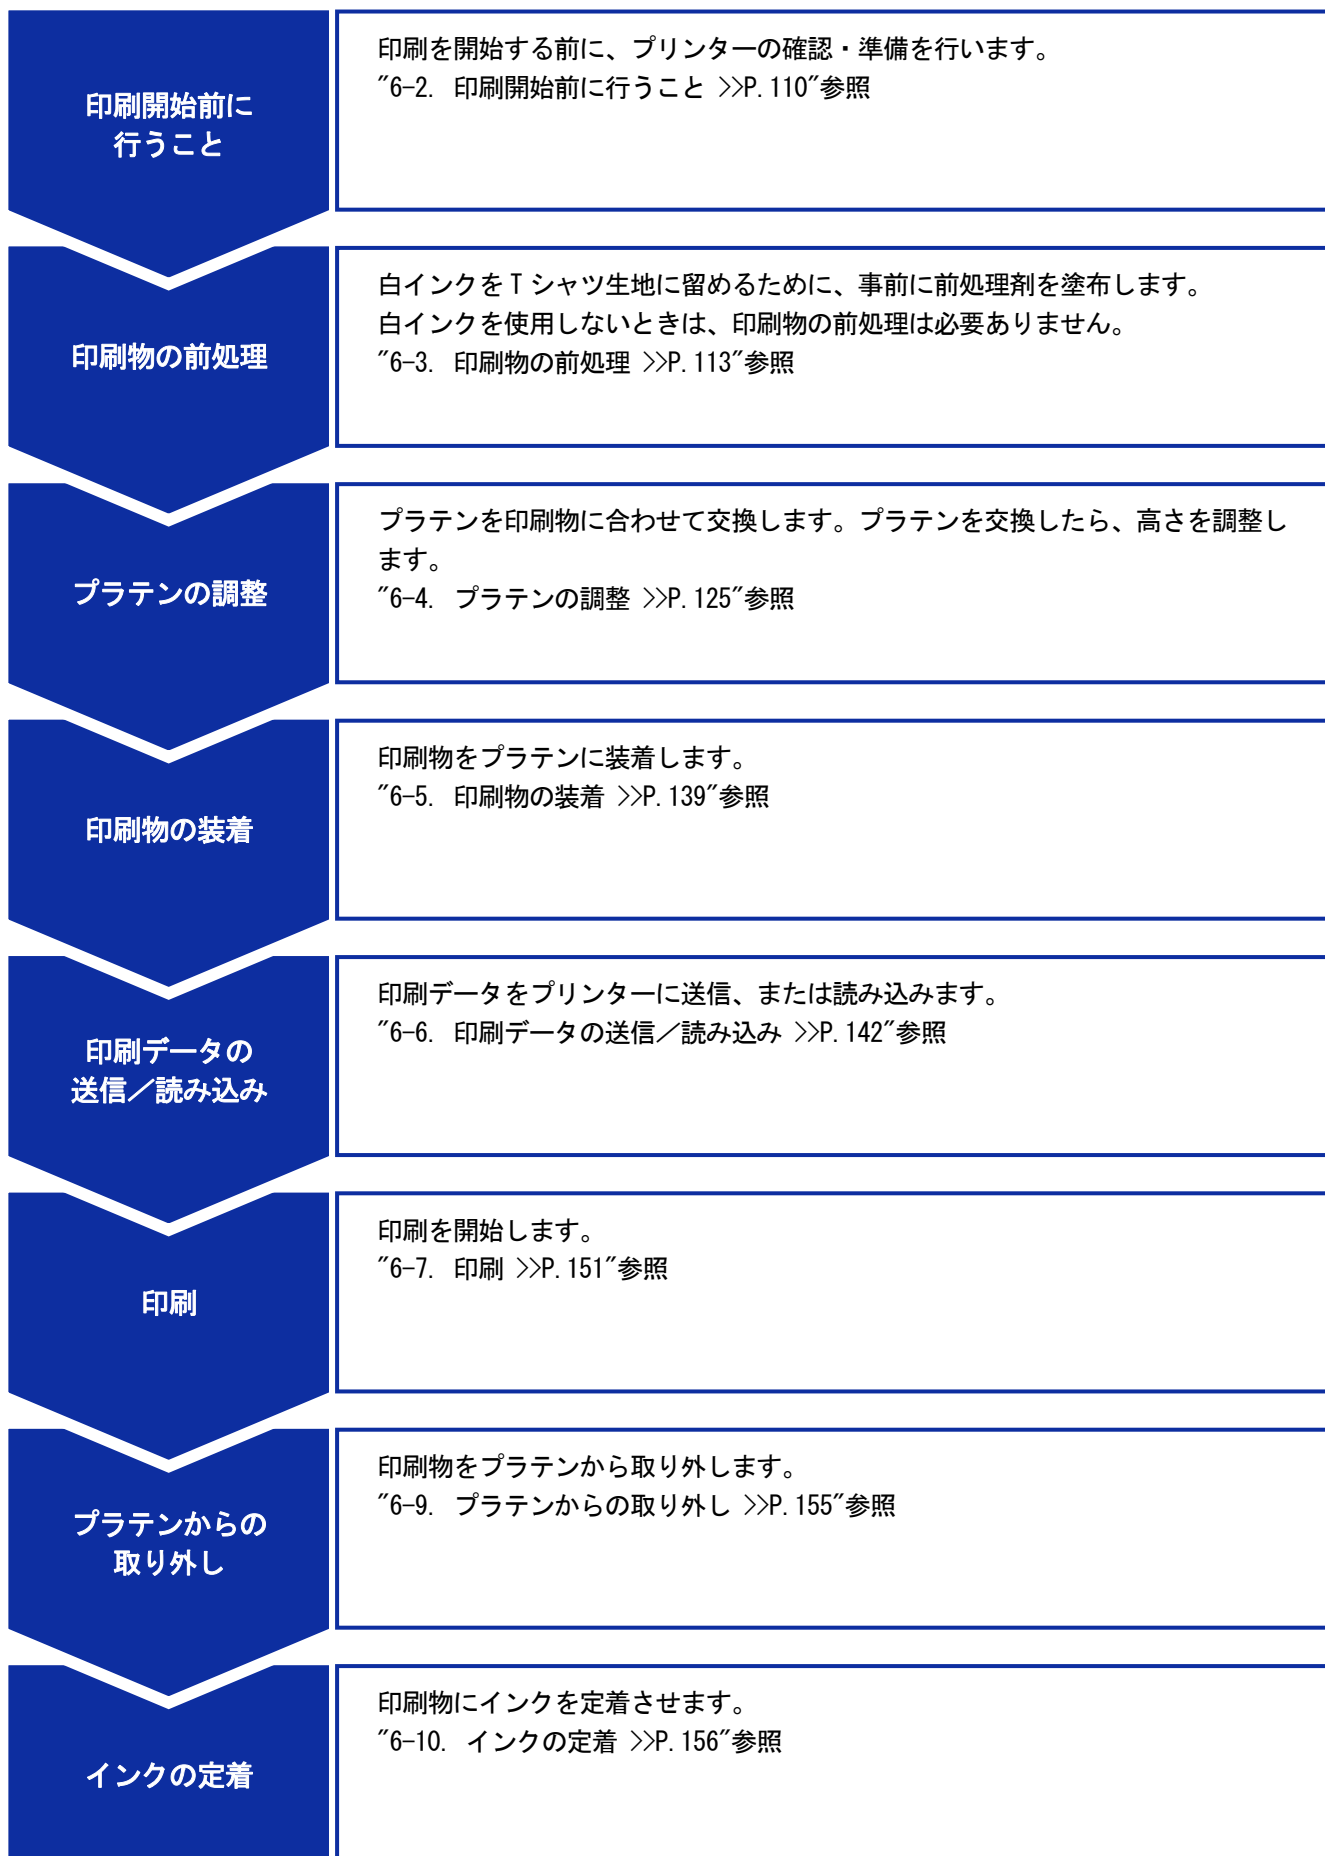 印刷開始前に
行うこと
印刷を開始する前に、プリンターの確認・準備を行います。
"6-2. 印刷開始前に行うこと >>P.110"参照
印刷物の前処理
白インクをTシャツ生地に留めるために、事前に前処理剤を塗布します。
白インクを使用しないときは、印刷物の前処理は必要ありません。
"6-3. 印刷物の前処理 >>P.113"参照
プラテンの調整
プラテンを印刷物に合わせて交換します。プラテンを交換したら、高さを調整し
ます。
"6-4. プラテンの調整 >>P.125"参照
印刷物の装着
印刷物をプラテンに装着します。
"6-5. 印刷物の装着 >>P.139"参照
印刷データの
送信／読み込み
印刷データをプリンターに送信、または読み込みます。
"6-6. 印刷データの送信／読み込み >>P.142"参照
印刷
印刷を開始します。
"6-7. 印刷 >>P.151"参照
プラテンからの
取り外し
印刷物をプラテンから取り外します。
"6-9. プラテンからの取り外し >>P.155"参照
インクの定着
印刷物にインクを定着させます。
"6-10. インクの定着 >>P.156"参照